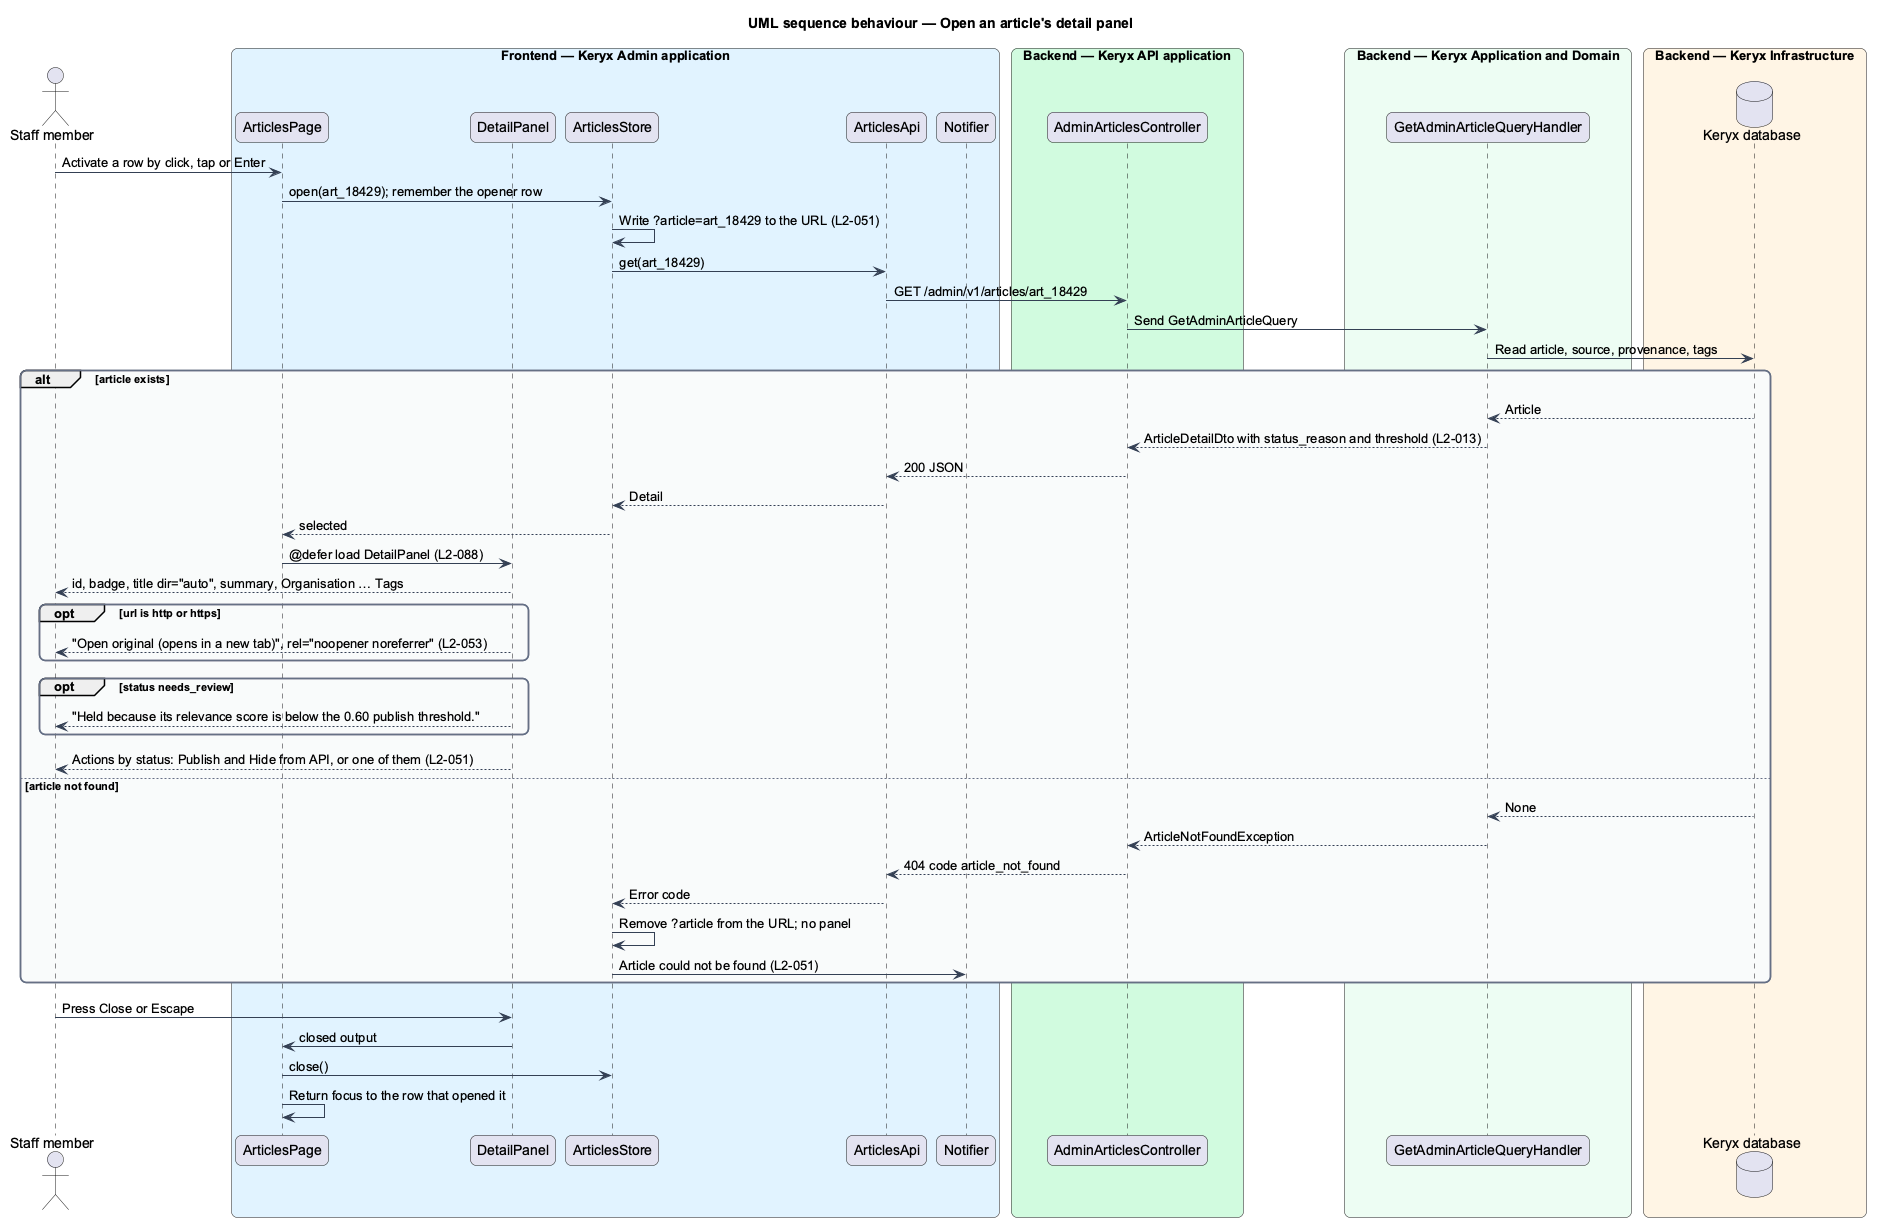 UML sequence behaviour — Open an article's detail panel
Frontend — Keryx Admin application
Backend — Keryx API application
Backend — Keryx Application and Domain
Backend — Keryx Infrastructure
Staff member
ArticlesPage
DetailPanel
ArticlesStore
ArticlesApi
Notifier
AdminArticlesController
GetAdminArticleQueryHandler
Keryx database
Activate a row by click, tap or Enter
open(art_18429); remember the opener row
Write ?article=art_18429 to the URL (L2-051)
get(art_18429)
GET /admin/v1/articles/art_18429
Send GetAdminArticleQuery
Read article, source, provenance, tags
alt
[article exists]
Article
ArticleDetailDto with status_reason and threshold (L2-013)
200 JSON
Detail
selected
@defer load DetailPanel (L2-088)
id, badge, title dir="auto", summary, Organisation … Tags
opt
[url is http or https]
"Open original (opens in a new tab)", rel="noopener noreferrer" (L2-053)
opt
[status needs_review]
"Held because its relevance score is below the 0.60 publish threshold."
Actions by status: Publish and Hide from API, or one of them (L2-051)
[article not found]
None
ArticleNotFoundException
404 code article_not_found
Error code
Remove ?article from the URL; no panel
Article could not be found (L2-051)
Press Close or Escape
closed output
close()
Return focus to the row that opened it
Staff member
ArticlesPage
DetailPanel
ArticlesStore
ArticlesApi
Notifier
AdminArticlesController
GetAdminArticleQueryHandler
Keryx database